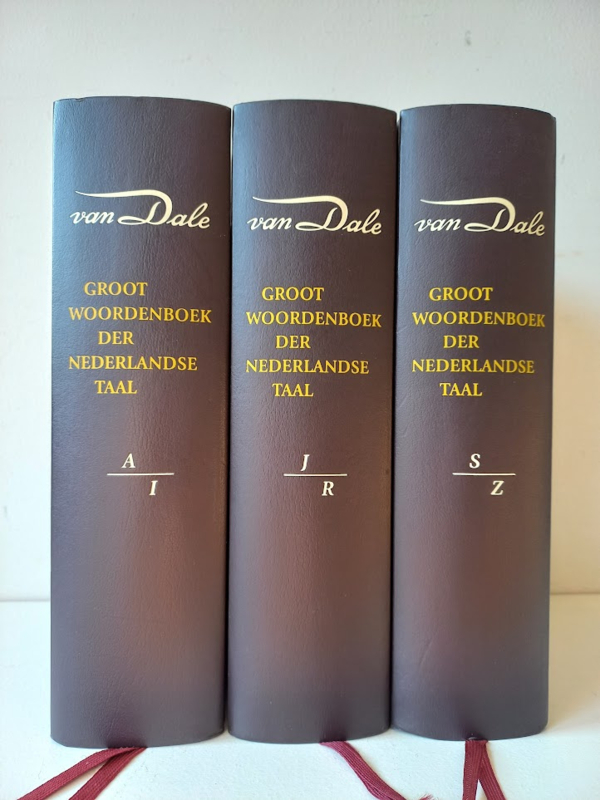 van Dale
GROOT
WOORDENBOEK
DER
NEDERLANDSE
TAAL
A
I
van Dale
GROOT
WOORDENBOEK
DER
NEDERLANDSE
TAAL
J
R
van Dale
GROOT
WOORDENBOEK
DER
NEDERLANDSE
TAAL
S
Z